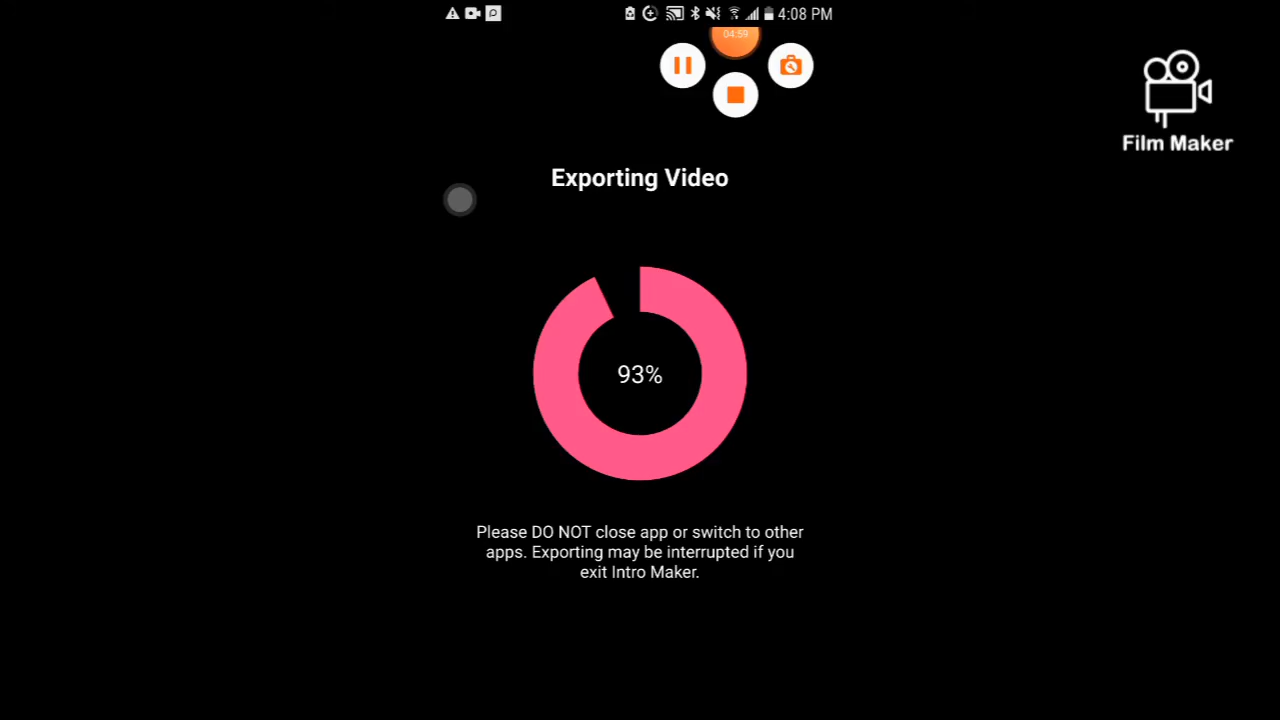 4:08 PM
04:59
Film Maker
Exporting Video
93%
Please DO NOT close app or switch to other
apps. Exporting may be interrupted if you
exit Intro Maker.